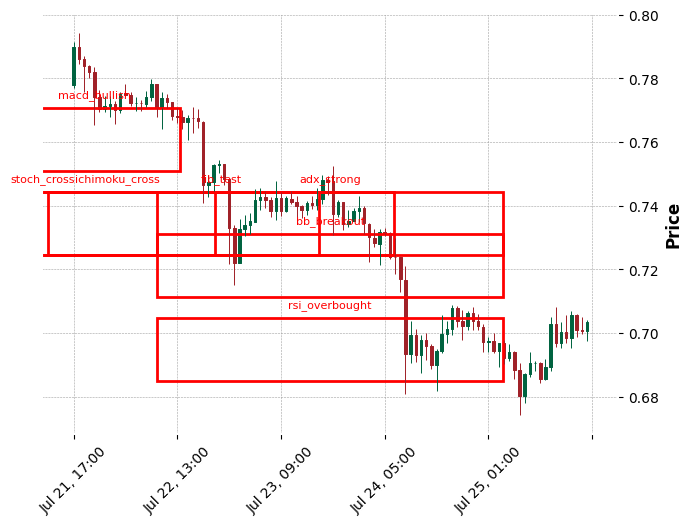 0.80
0.78
macd_bullish
0.76
stoch_crossichimoku_cross
fib_test
adx_strong
0.74
bb_breakout
0.72
rsi_overbought
0.70
0.68
Price
Jul 21, 17:00
Jul 22, 13:00
Jul 23, 09:00
Jul 24, 05:00
Jul 25, 01:00